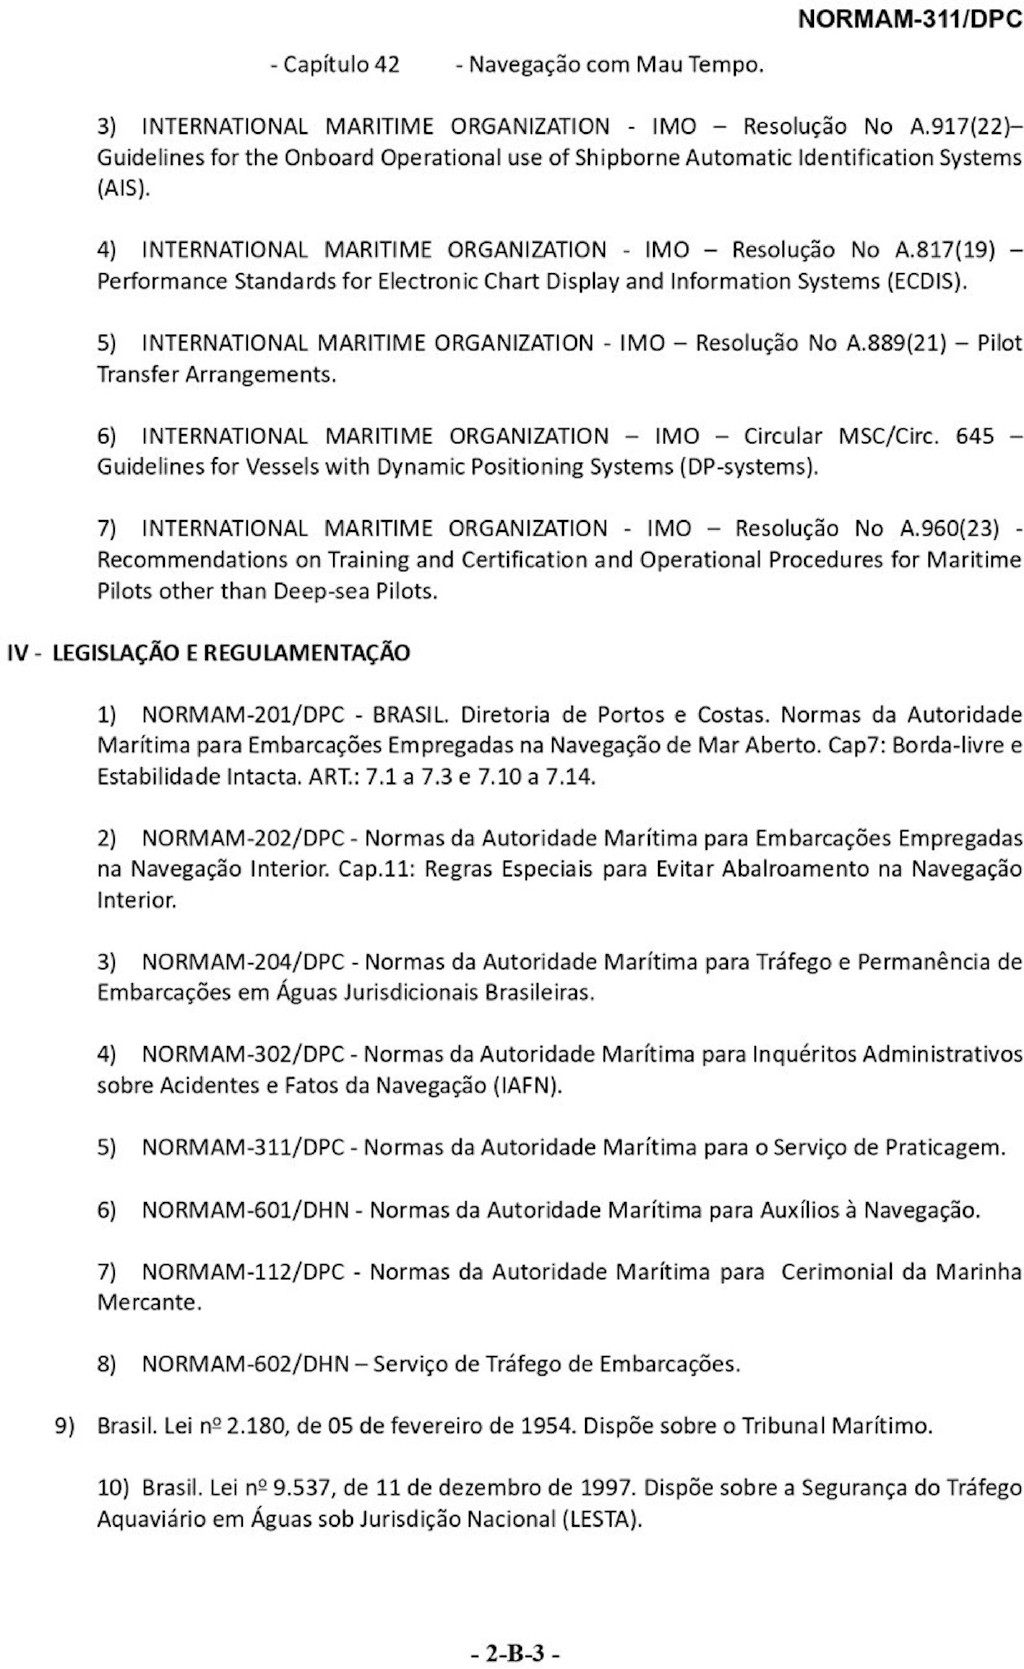 NORMAM-311/DPC
- Capítulo 42 - Navegação com Mau Tempo.
3) INTERNATIONAL MARITIME ORGANIZATION - IMO – Resolução No A.917(22)–
Guidelines for the Onboard Operational use of Shipborne Automatic Identification Systems
(AIS).
4) INTERNATIONAL MARITIME ORGANIZATION - IMO – Resolução No A.817(19) –
Performance Standards for Electronic Chart Display and Information Systems (ECDIS).
5) INTERNATIONAL MARITIME ORGANIZATION - IMO – Resolução No A.889(21) – Pilot
Transfer Arrangements.
6) INTERNATIONAL MARITIME ORGANIZATION – IMO – Circular MSC/Circ. 645 –
Guidelines for Vessels with Dynamic Positioning Systems (DP-systems).
7) INTERNATIONAL MARITIME ORGANIZATION - IMO – Resolução No A.960(23) -
Recommendations on Training and Certification and Operational Procedures for Maritime
Pilots other than Deep-sea Pilots.
IV - LEGISLAÇÃO E REGULAMENTAÇÃO
1) NORMAM-201/DPC - BRASIL. Diretoria de Portos e Costas. Normas da Autoridade
Marítima para Embarcações Empregadas na Navegação de Mar Aberto. Cap7: Borda-livre e
Estabilidade Intacta. ART.: 7.1 a 7.3 e 7.10 a 7.14.
2) NORMAM-202/DPC - Normas da Autoridade Marítima para Embarcações Empregadas
na Navegação Interior. Cap.11: Regras Especiais para Evitar Abalroamento na Navegação
Interior.
3) NORMAM-204/DPC - Normas da Autoridade Marítima para Tráfego e Permanência de
Embarcações em Águas Jurisdicionais Brasileiras.
4) NORMAM-302/DPC - Normas da Autoridade Marítima para Inquéritos Administrativos
sobre Acidentes e Fatos da Navegação (IAFN).
5) NORMAM-311/DPC - Normas da Autoridade Marítima para o Serviço de Praticagem.
6) NORMAM-601/DHN - Normas da Autoridade Marítima para Auxílios à Navegação.
7) NORMAM-112/DPC - Normas da Autoridade Marítima para Cerimonial da Marinha
Mercante.
8) NORMAM-602/DHN – Serviço de Tráfego de Embarcações.
9) Brasil. Lei nº 2.180, de 05 de fevereiro de 1954. Dispõe sobre o Tribunal Marítimo.
10) Brasil. Lei nº 9.537, de 11 de dezembro de 1997. Dispõe sobre a Segurança do Tráfego
Aquaviário em Águas sob Jurisdição Nacional (LESTA).
- 2-B-3 -